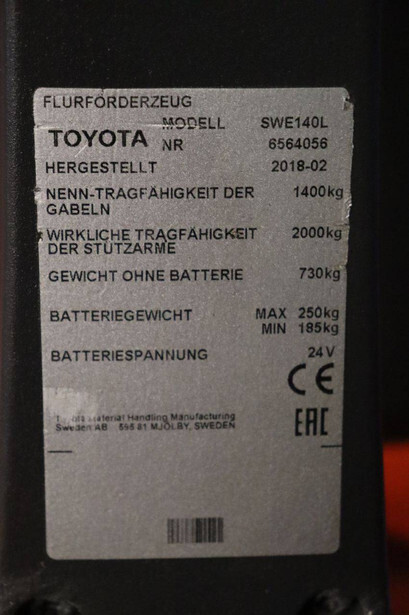 FLURFÖRDERZEUG
TOYOTA MODELL SWE140L
NR 6564056
HERGESTELLT 2018-02
NENN-TRAGFÄHIGKEIT DER GABELN 1400kg
WIRKLICHE TRAGFÄHIGKEIT DER STÜTZARME 2000kg
GEWICHT OHNE BATTERIE 730kg
BATTERIEGEWICHT MAX 250kg
MIN 185kg
BATTERIESPANNUNG 24V
CE
EAC
Material Handling Manufacturing
Sweden AB 595 81 MJÖLBY, SWEDEN